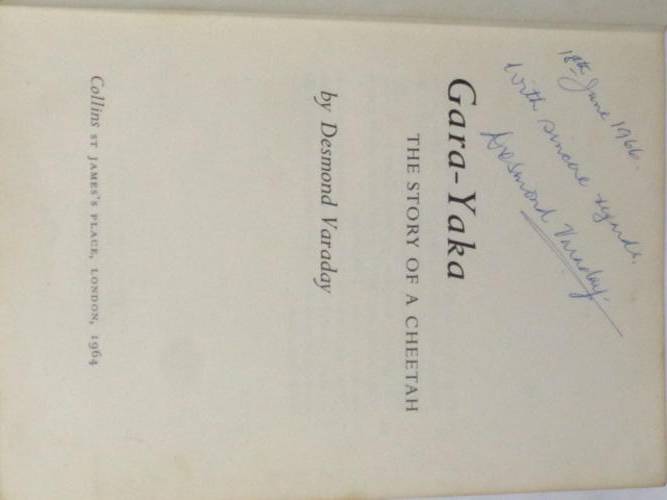 18th June 1966.
With sincere regards.
Desmond Varaday.
Gara-Yaka
THE STORY OF A CHEETAH
by Desmond Varaday
Collins ST JAMES'S PLACE, LONDON, 1964